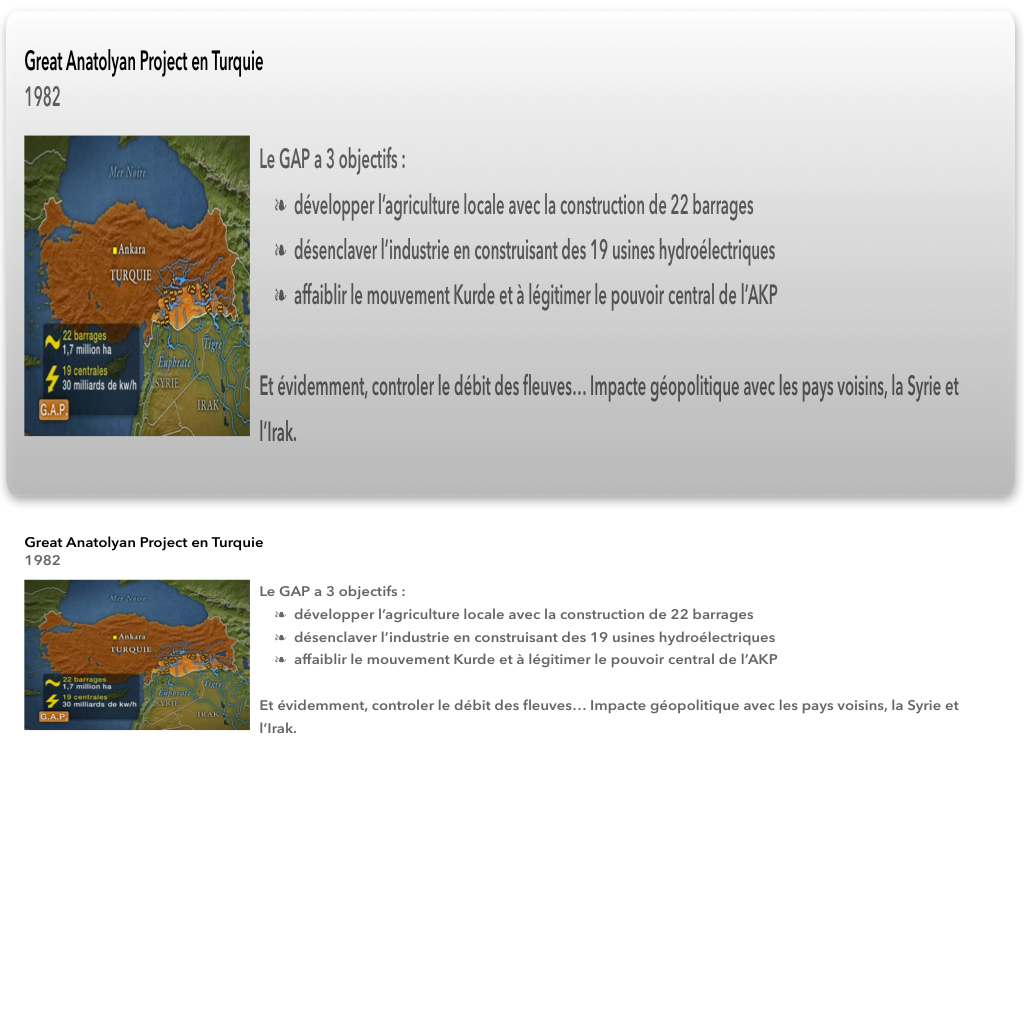 Great Anatolyan Project en Turquie
1982
Mer Noire
Ankara
TURQUIE
22 barrages
1,7 million ha
19 centrales
30 milliards de kw/h
G.A.P.
Euphrate
Tigre
SYRIE
IRAK
Le GAP a 3 objectifs :
❧ développer l’agriculture locale avec la construction de 22 barrages
❧ désenclaver l’industrie en construisant des 19 usines hydroélectriques
❧ affaiblir le mouvement Kurde et à légitimer le pouvoir central de l’AKP
Et évidemment, controler le débit des fleuves… Impacte géopolitique avec les pays voisins, la Syrie et
l’Irak.
Great Anatolyan Project en Turquie
1982
Mer Noire
Ankara
TURQUIE
22 barrages
1,7 million ha
19 centrales
30 milliards de kw/h
G.A.P.
Euphrate
Tigre
SYRIE
IRAK
Le GAP a 3 objectifs :
❧ développer l’agriculture locale avec la construction de 22 barrages
❧ désenclaver l’industrie en construisant des 19 usines hydroélectriques
❧ affaiblir le mouvement Kurde et à légitimer le pouvoir central de l’AKP
Et évidemment, controler le débit des fleuves… Impacte géopolitique avec les pays voisins, la Syrie et
l’Irak.